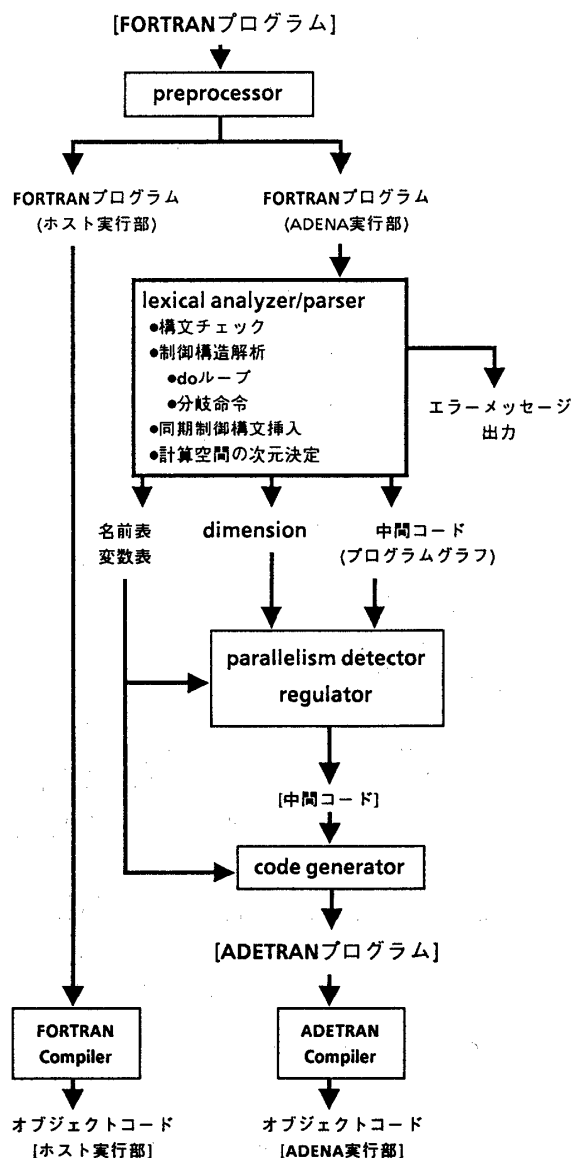 [FORTRANプログラム]
preprocessor
FORTRANプログラム
(ホスト実行部)
FORTRANプログラム
(ADENA実行部)
lexical analyzer/parser
●構文チェック
●制御構造解析
●doループ
●分岐命令
●同期制御構文挿入
●計算空間の次元決定
エラーメッセージ
出力
名前表
変数表
dimension
中間コード
(プログラムグラフ)
parallelism detector
regulator
[中間コード]
code generator
[ADETRANプログラム]
FORTRAN
Compiler
ADETRAN
Compiler
オブジェクトコード
[ホスト実行部]
オブジェクトコード
[ADENA実行部]